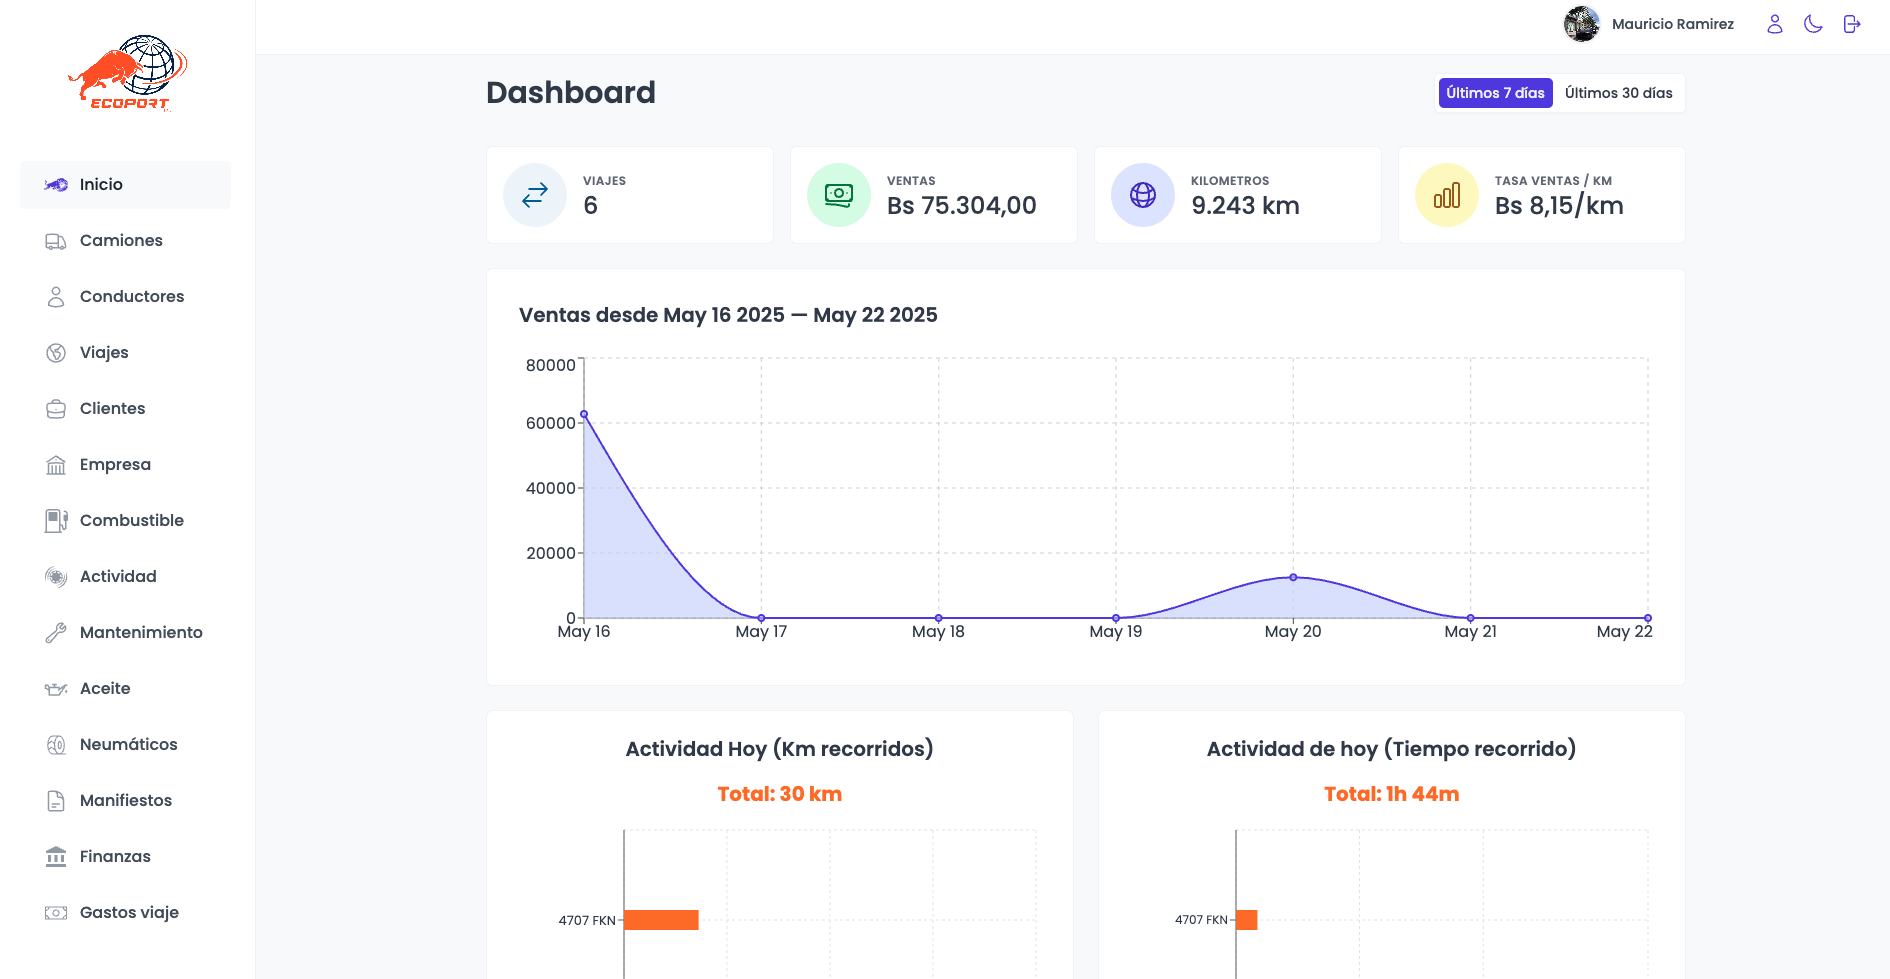 ECOPORT
Inicio
Camiones
Conductores
Viajes
Clientes
Empresa
Combustible
Actividad
Mantenimiento
Aceite
Neumáticos
Manifiestos
Finanzas
Gastos viaje
Mauricio Ramirez
Dashboard
Últimos 7 días
Últimos 30 días
VIAJES
6
VENTAS
Bs 75.304,00
KILOMETROS
9.243 km
TASA VENTAS / KM
Bs 8,15/km
Ventas desde May 16 2025 — May 22 2025
80000
60000
40000
20000
0
May 16
May 17
May 18
May 19
May 20
May 21
May 22
Actividad Hoy (Km recorridos)
Total: 30 km
4707 FKN
Actividad de hoy (Tiempo recorrido)
Total: 1h 44m
4707 FKN